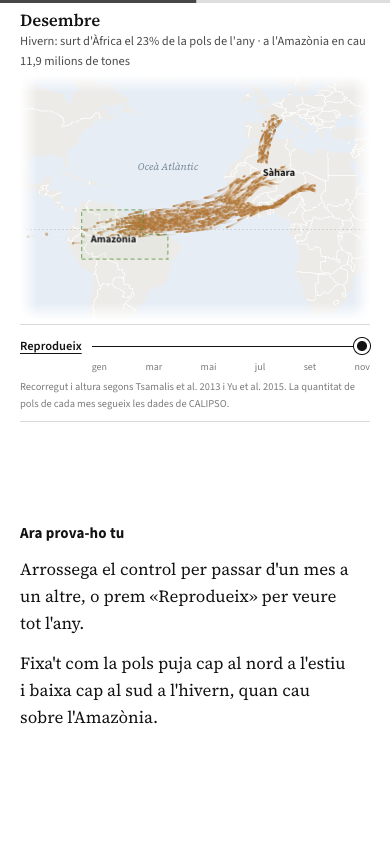 Desembre
Hivern: surt d'Àfrica el 23% de la pols de l'any · a l'Amazònia en cau
11,9 milions de tones
Oceà Atlàntic
Sàhara
Amazònia
Reprodueix
gen mar mai jul set nov
Recorregut i altura segons Tsamalis et al. 2013 i Yu et al. 2015. La quantitat de
pols de cada mes segueix les dades de CALIPSO.
Ara prova-ho tu
Arrossega el control per passar d'un mes a
un altre, o prem «Reprodueix» per veure
tot l'any.
Fixa't com la pols puja cap al nord a l'estiu
i baixa cap al sud a l'hivern, quan cau
sobre l'Amazònia.